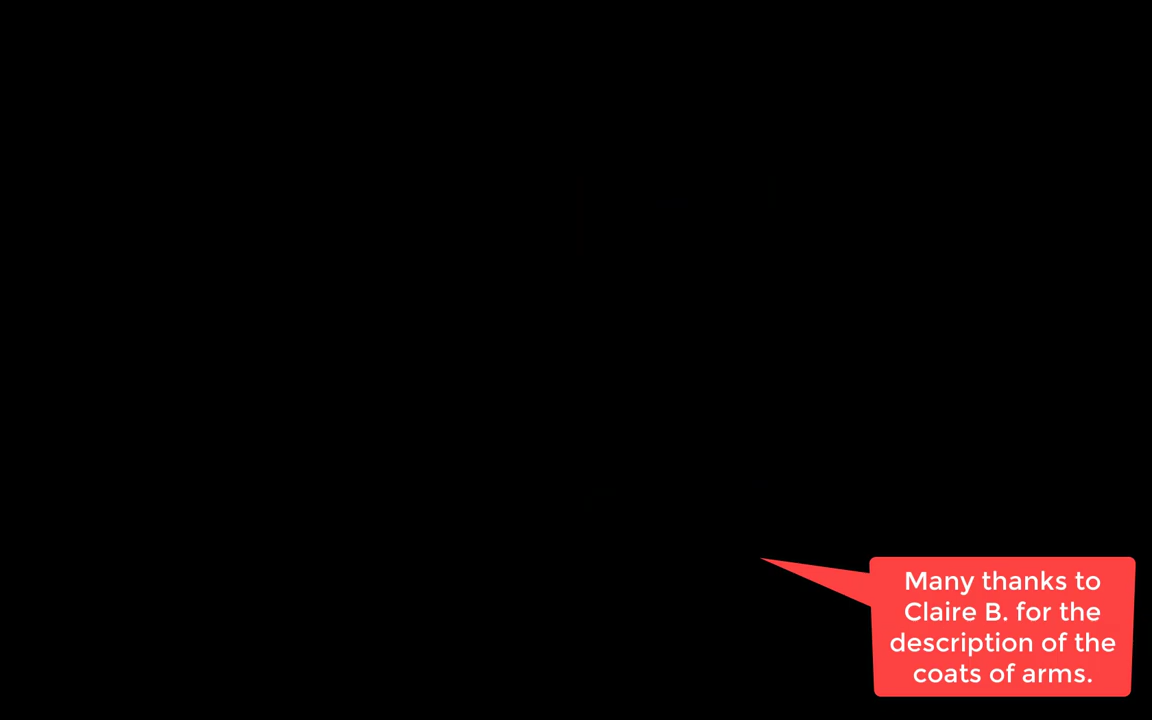 Many thanks to
Claire B. for the
description of the
coats of arms.